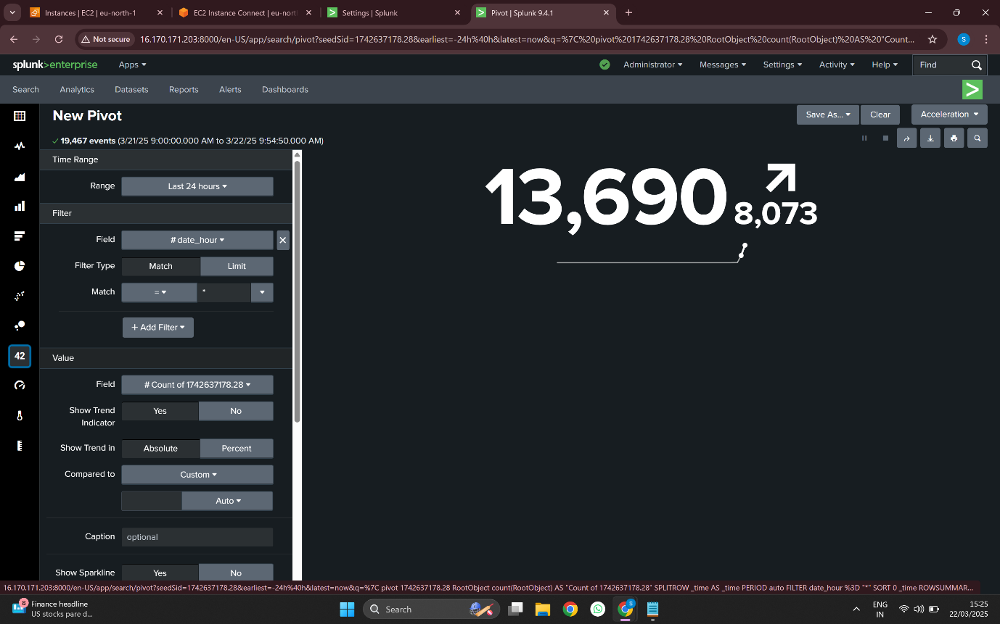 Instances | EC2 | eu-north-1
EC2 Instance Connect | eu-nort
Settings | Splunk
Pivot | Splunk 9.4.1
Not secure
16.170.171.203:8000/en-US/app/search/pivot?seedSid=1742637178.28&earliest=-24h%40h&latest=now&q=%7C%20pivot%201742637178.28%20RootObject%20count(RootObject)%20AS%20"Count...
S
splunk>enterprise
Apps
Administrator
Messages
Settings
Activity
Help
Find
Search
Analytics
Datasets
Reports
Alerts
Dashboards
>
New Pivot
Save As...
Clear
Acceleration
✓ 19,467 events (3/21/25 9:00:00.000 AM to 3/22/25 9:54:50.000 AM)
Time Range
Range
Last 24 hours
Filter
Field
# date_hour
Filter Type
Match
Limit
Match
=
*
+ Add Filter
Value
42
Field
# Count of 1742637178.28
Show Trend
Indicator
Yes
No
Show Trend in
Absolute
Percent
Compared to
Custom
Auto
Caption
optional
Show Sparkline
Yes
No
13,690
8,073
16.170.171.203:8000/en-US/app/search/pivot?seedSid=1742637178.28&earliest=-24h%40h&latest=now&q=%7C pivot 1742637178.28 RootObject count(RootObject) AS "Count of 1742637178.28" SPLITROW _time AS _time PERIOD auto FILTER date_hour %3D "*" SORT 0 _time ROWSUMMAR...
8
Finance headline
US stocks pare d...
Search
S
ENG
IN
15:25
22/03/2025